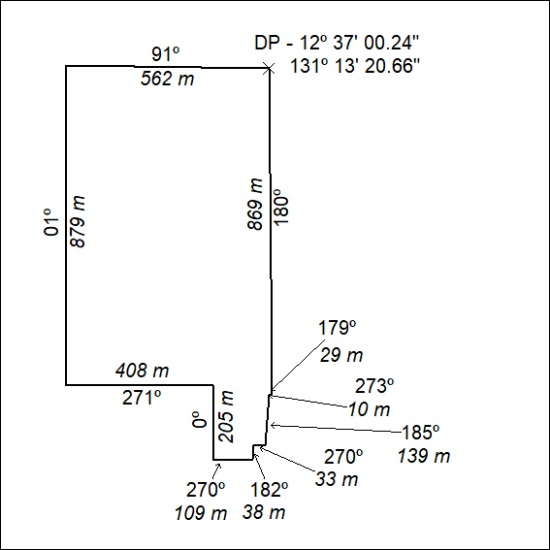 91º
562 m
DP - 12º 37' 00.24"
131º 13' 20.66"
01º
879 m
869 m
180º
179º
29 m
408 m
271º
273º
10 m
0º
205 m
185º
139 m
270º
33 m
270º
109 m
182º
38 m